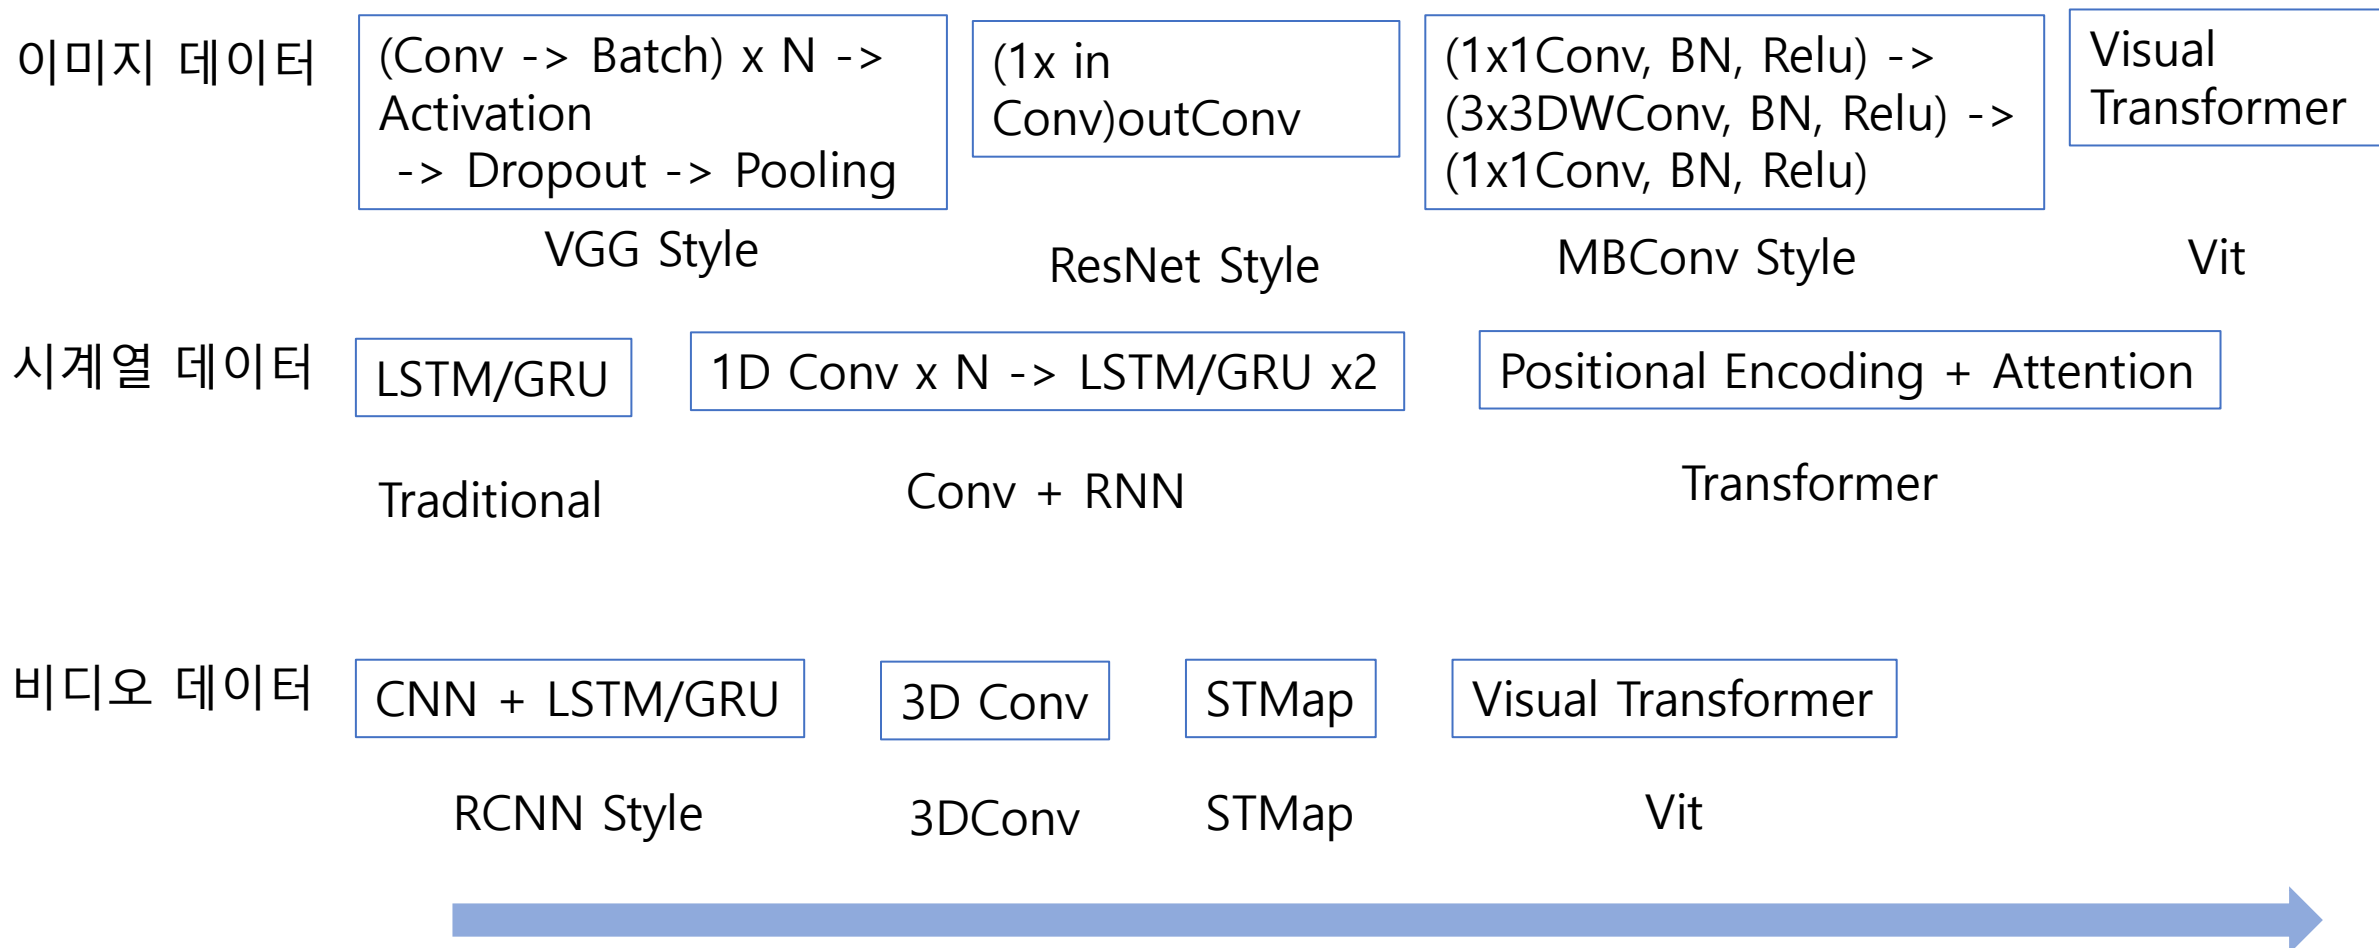 이미지 데이터
(Conv -> Batch) x N ->
Activation
-> Dropout -> Pooling
VGG Style
(1x in
Conv)outConv
ResNet Style
(1x1Conv, BN, Relu) ->
(3x3DWConv, BN, Relu) ->
(1x1Conv, BN, Relu)
MBConv Style
Visual
Transformer
Vit
시계열 데이터
LSTM/GRU
Traditional
1D Conv x N -> LSTM/GRU x2
Conv + RNN
Positional Encoding + Attention
Transformer
비디오 데이터
CNN + LSTM/GRU
RCNN Style
3D Conv
3DConv
STMap
STMap
Visual Transformer
Vit